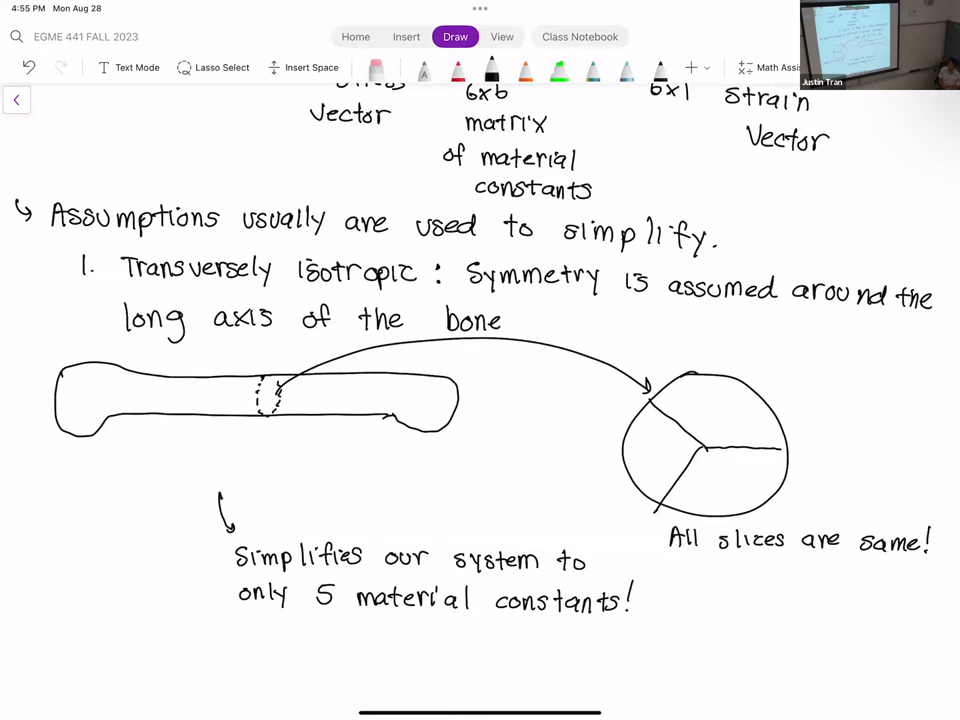 4:55 PM Mon Aug 28
EGME 441 FALL 2023
Home Insert Draw View Class Notebook
Text Mode Lasso Select Insert Space Math
Justin Tran
6x6 6x1 strain
vector matrix vector
of material
constants
Assumptions usually are used to simplify.
1. Transversely isotropic: Symmetry is assumed around the
long axis of the bone
All slices are same!
Simplifies our system to
only 5 material constants!